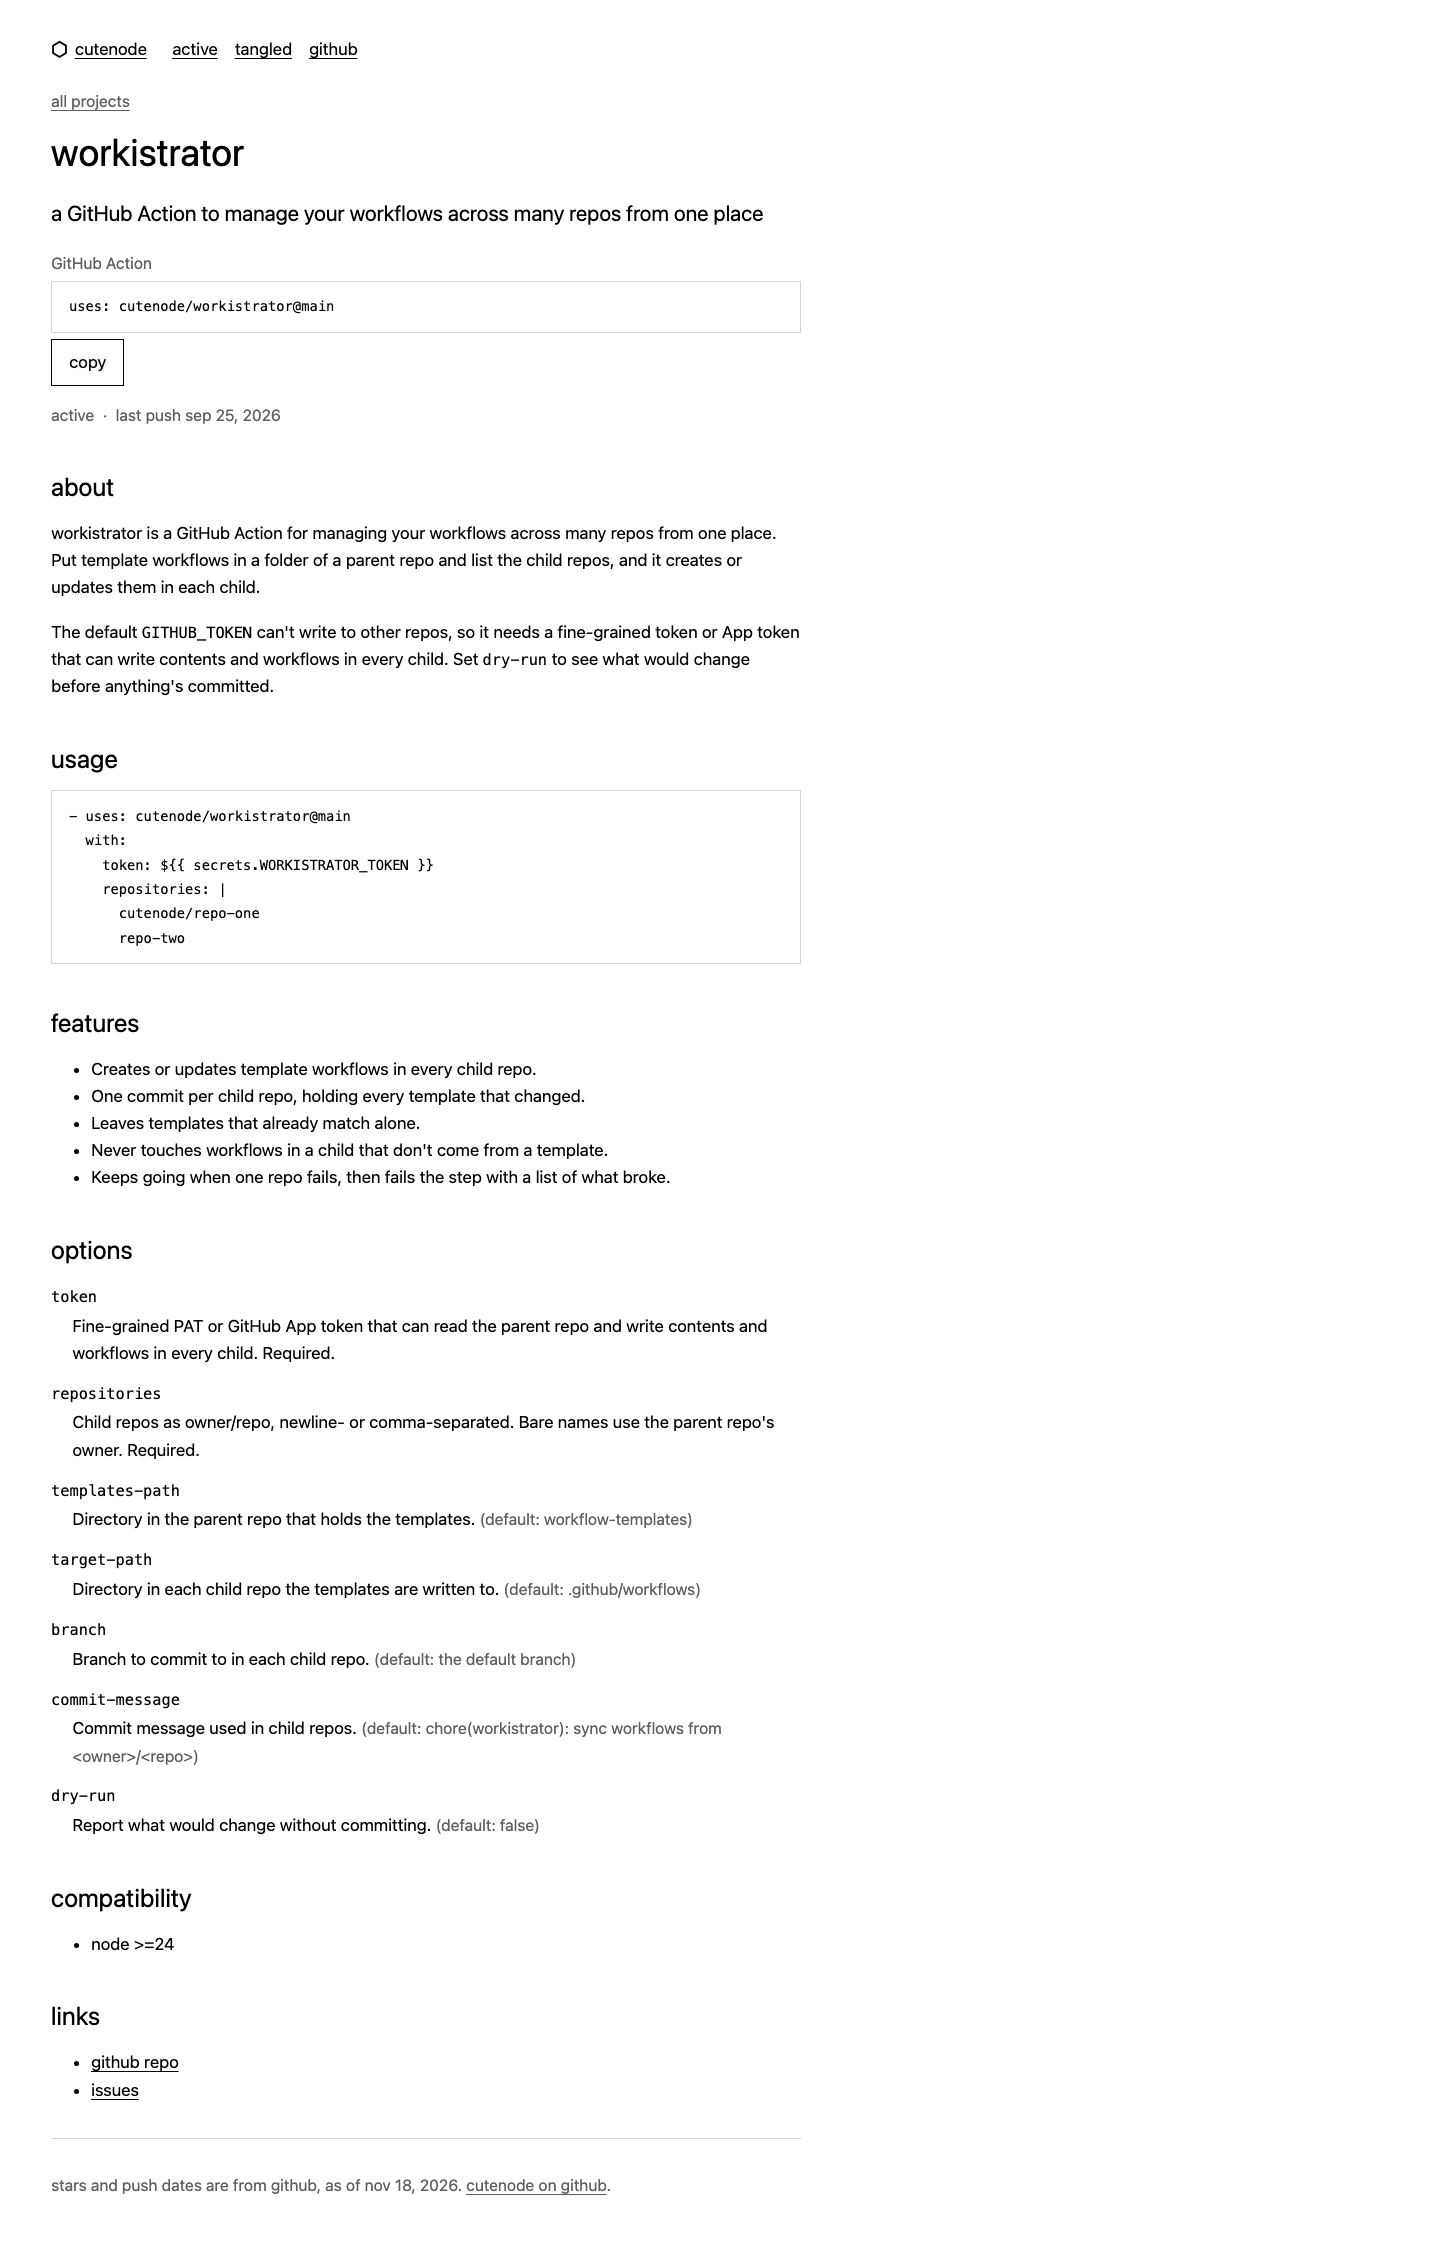 cutenode active tangled github
all projects
workistrator
a GitHub Action to manage your workflows across many repos from one place
GitHub Action
uses: cutenode/workistrator@main
copy
active · last push sep 25, 2026
about
workistrator is a GitHub Action for managing your workflows across many repos from one place.
Put template workflows in a folder of a parent repo and list the child repos, and it creates or
updates them in each child.
The default GITHUB_TOKEN can't write to other repos, so it needs a fine-grained token or App token
that can write contents and workflows in every child. Set dry-run to see what would change
before anything's committed.
usage
- uses: cutenode/workistrator@main
  with:
    token: ${{ secrets.WORKISTRATOR_TOKEN }}
    repositories: |
      cutenode/repo-one
      repo-two
features
• Creates or updates template workflows in every child repo.
• One commit per child repo, holding every template that changed.
• Leaves templates that already match alone.
• Never touches workflows in a child that don't come from a template.
• Keeps going when one repo fails, then fails the step with a list of what broke.
options
token
Fine-grained PAT or GitHub App token that can read the parent repo and write contents and
workflows in every child. Required.
repositories
Child repos as owner/repo, newline- or comma-separated. Bare names use the parent repo's
owner. Required.
templates-path
Directory in the parent repo that holds the templates. (default: workflow-templates)
target-path
Directory in each child repo the templates are written to. (default: .github/workflows)
branch
Branch to commit to in each child repo. (default: the default branch)
commit-message
Commit message used in child repos. (default: chore(workistrator): sync workflows from
<owner>/<repo>)
dry-run
Report what would change without committing. (default: false)
compatibility
• node >=24
links
• github repo
• issues
stars and push dates are from github, as of nov 18, 2026. cutenode on github.